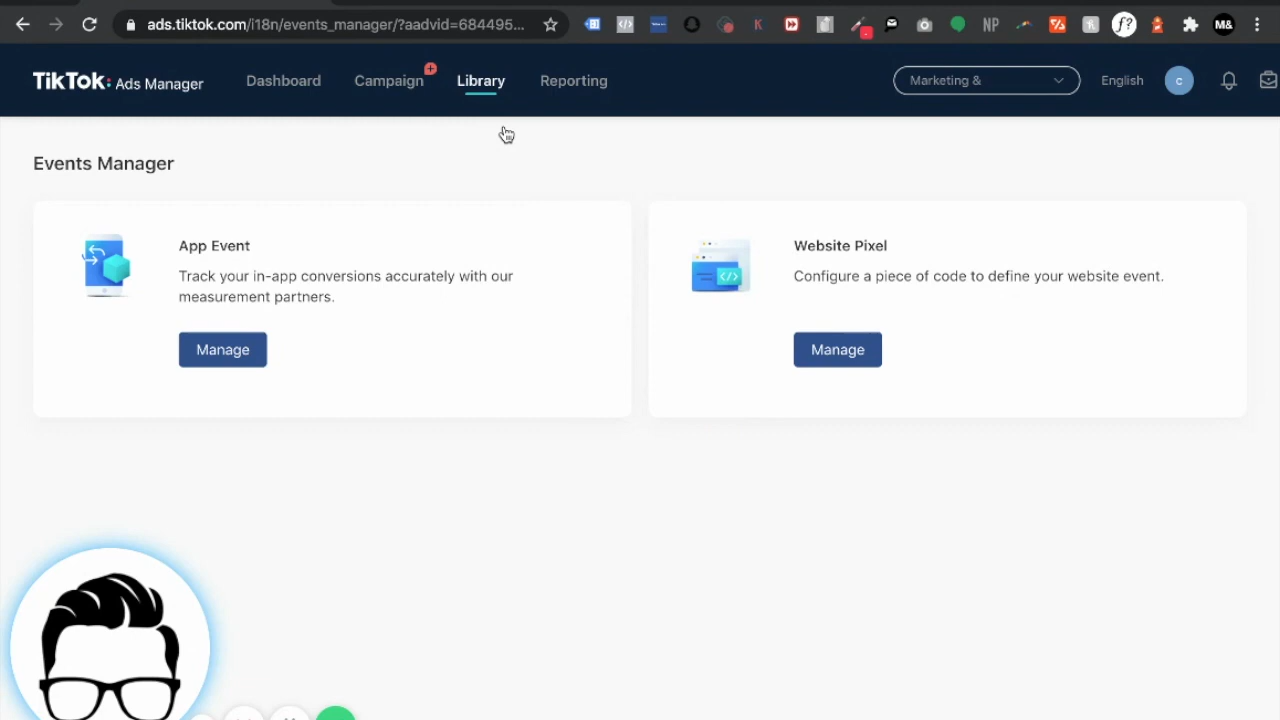 ads.tiktok.com/i18n/events_manager/?aadvid=684495...
K
NP
f?
M&
TikTok: Ads Manager
Dashboard
Campaign
Library
Reporting
Marketing &
English
c
Events Manager
App Event
Track your in-app conversions accurately with our
measurement partners.
Manage
Website Pixel
Configure a piece of code to define your website event.
Manage